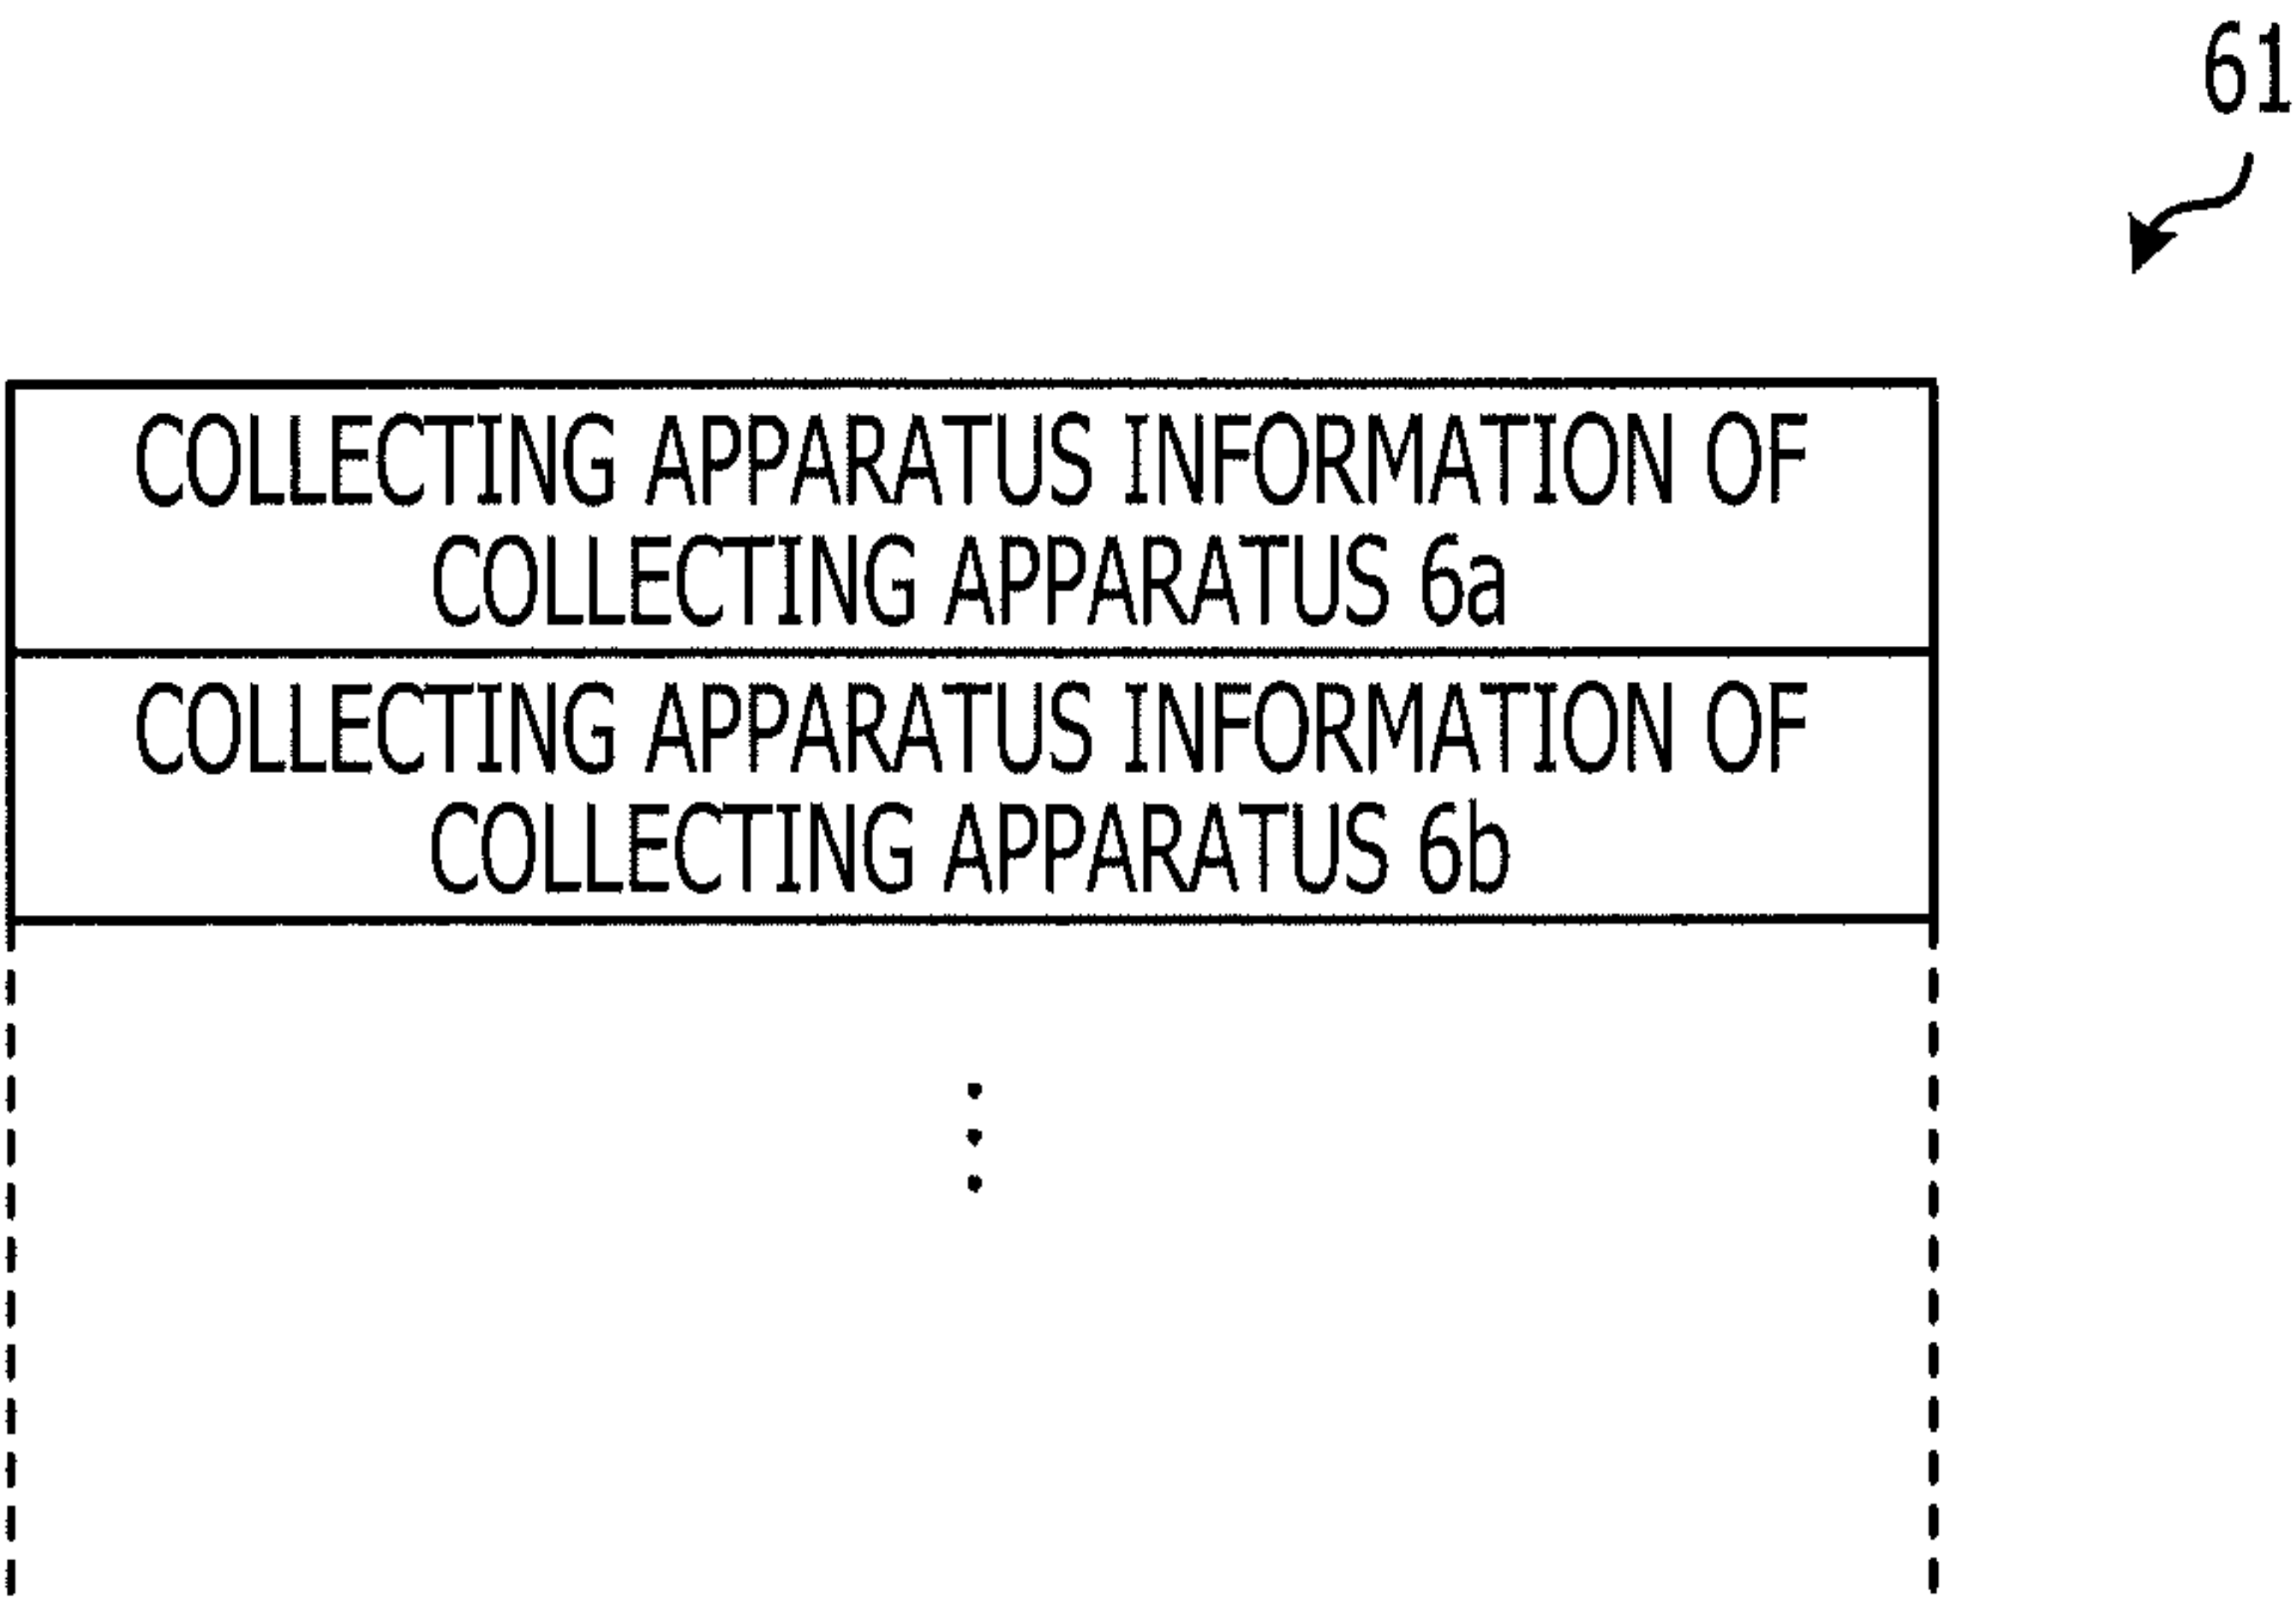 61
COLLECTING APPARATUS INFORMATION OF
COLLECTING APPARATUS 6a
COLLECTING APPARATUS INFORMATION OF
COLLECTING APPARATUS 6b